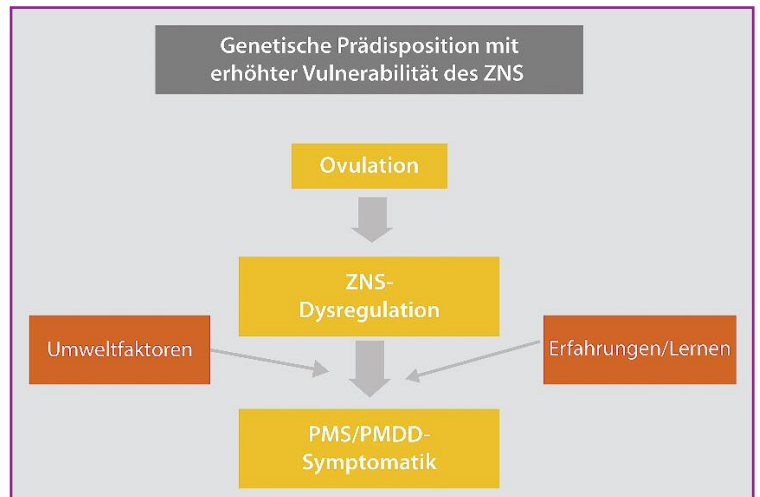 Genetische Prädisposition mit
erhöhter Vulnerabilität des ZNS
Ovulation
ZNS-
Dysregulation
Umweltfaktoren
Erfahrungen/Lernen
PMS/PMDD-
Symptomatik